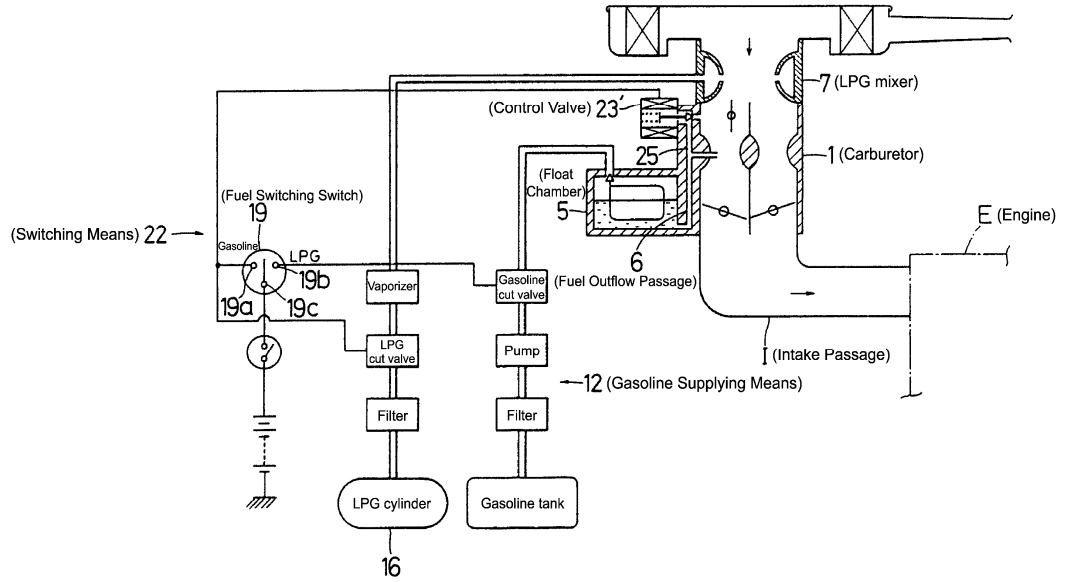 7 (LPG mixer)
(Control Valve) 23'
25
1 (Carburetor)
(Float
Chamber)
5
(Fuel Switching Switch)
19
(Switching Means) 22
Gasoline
LPG
19a
19b
19c
6
(Fuel Outflow Passage)
E (Engine)
Vaporizer
Gasoline
cut valve
LPG
cut valve
Pump
I (Intake Passage)
12 (Gasoline Supplying Means)
Filter
Filter
LPG cylinder
Gasoline tank
16